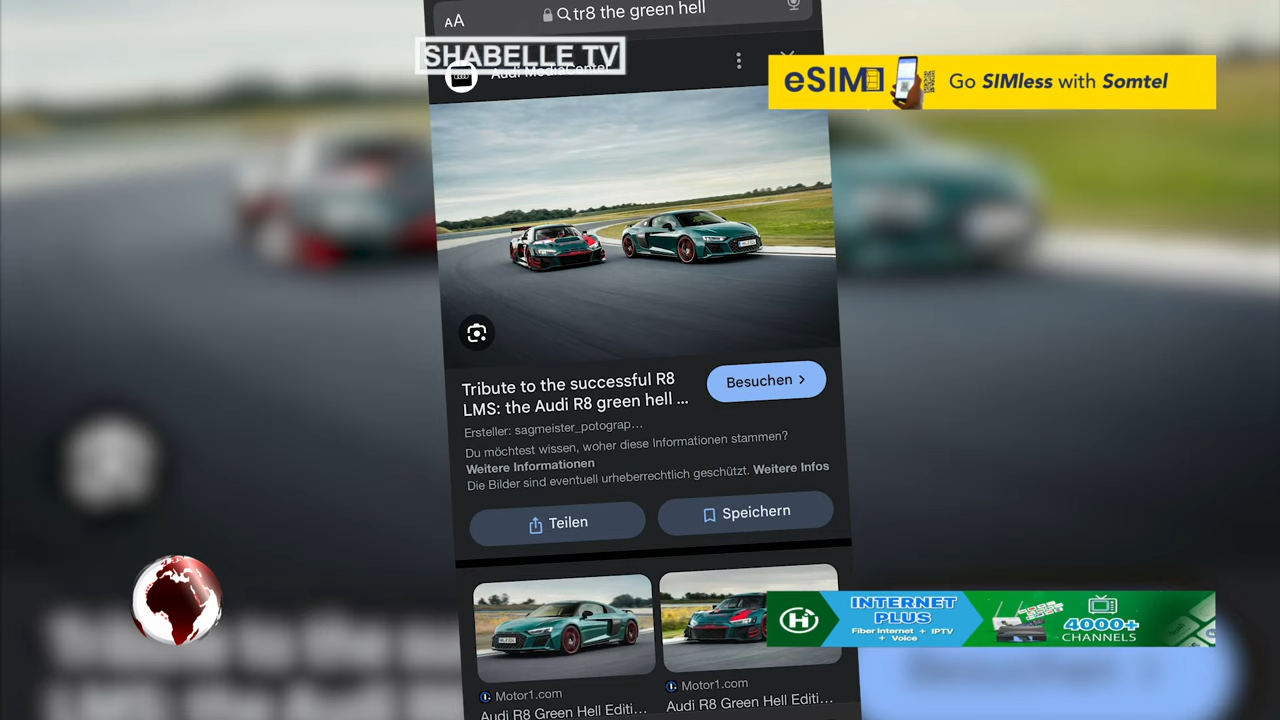 AA
tr8 the green hell
SHABELLE TV
Audi MediaCenter
eSIM
Go SIMless with Somtel
Tribute to the successful R8
LMS: the Audi R8 green hell ...
Besuchen
Ersteller: sagmeister_potograp...
Du möchtest wissen, woher diese Informationen stammen?
Weitere Informationen
Die Bilder sind eventuell urheberrechtlich geschützt. Weitere Infos
Teilen
Speichern
INTERNET
PLUS
Fiber Internet + IPTV
+ Voice
4000+
CHANNELS
Motor1.com
Audi R8 Green Hell Editi...
Motor1.com
Audi R8 Green Hell Editi...